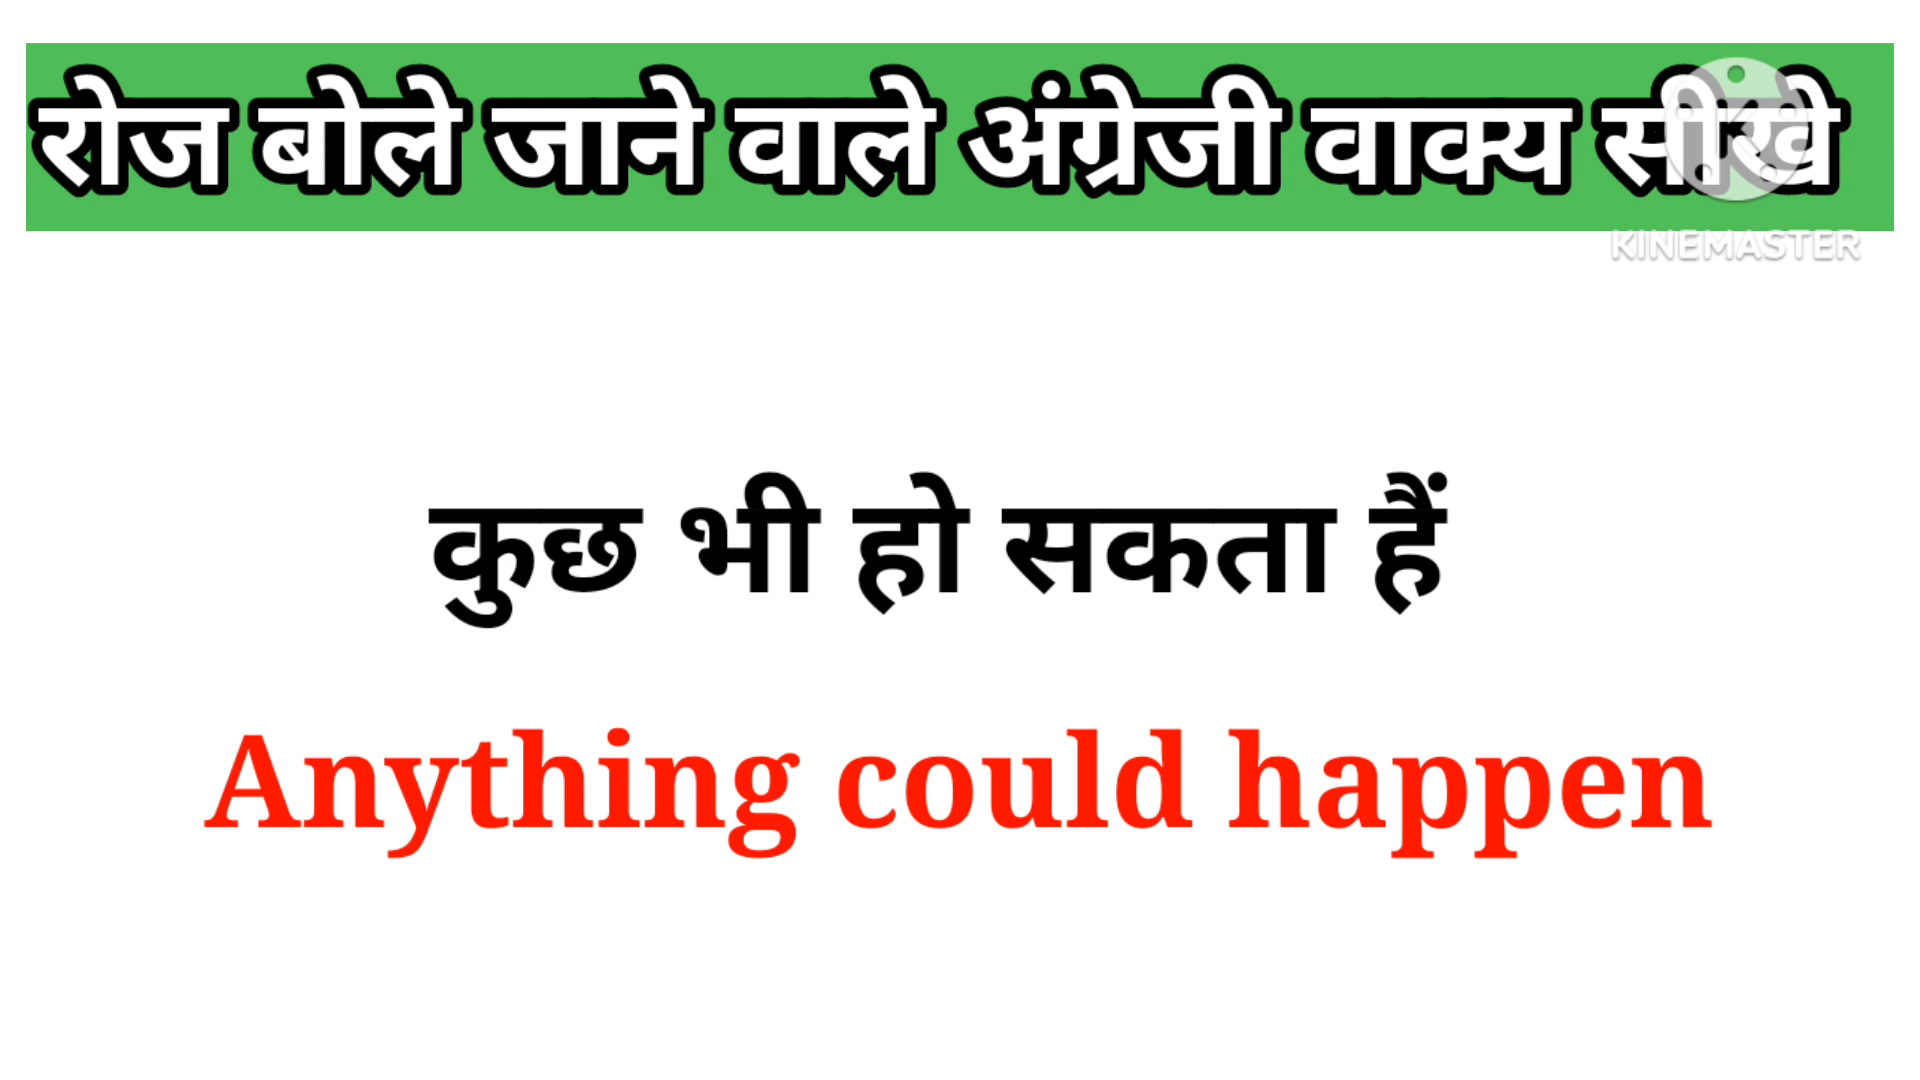 रोज बोले जाने वाले अंग्रेजी वाक्य सीखे
KINEMASTER
कुछ भी हो सकता हैं
Anything could happen